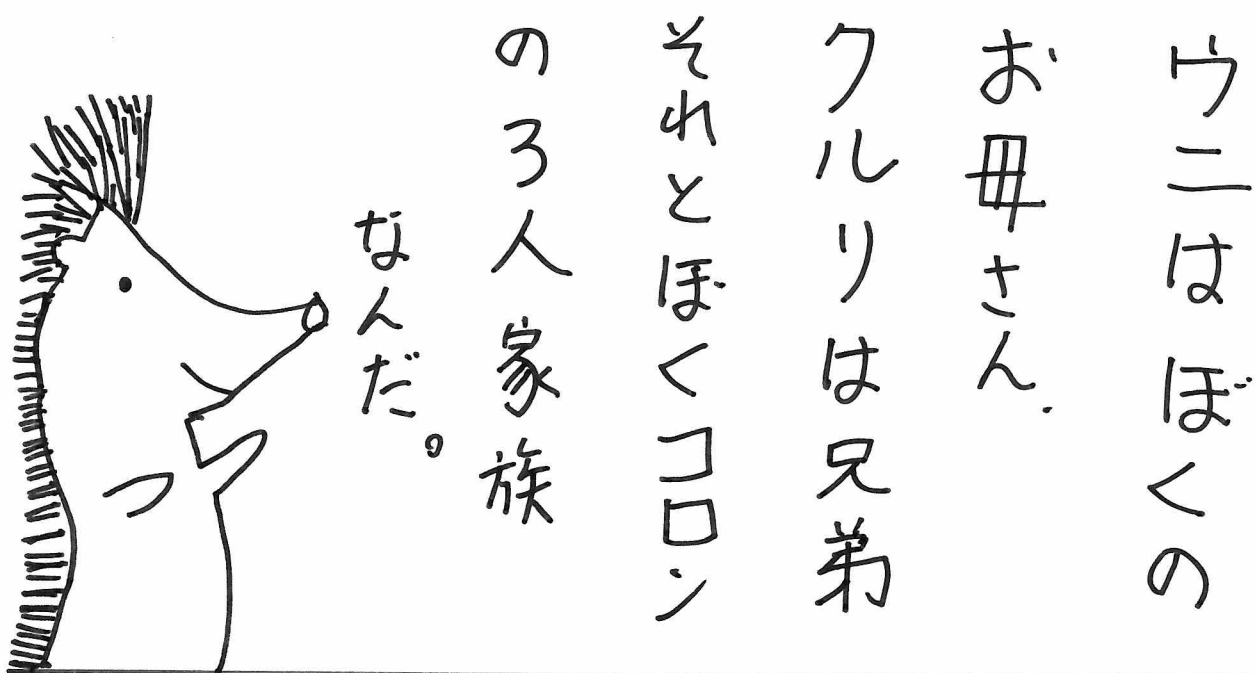 ウニは ぼくの
お母さん.
クルリは兄弟
それとぼくコロン
の3人家族
なんだ。